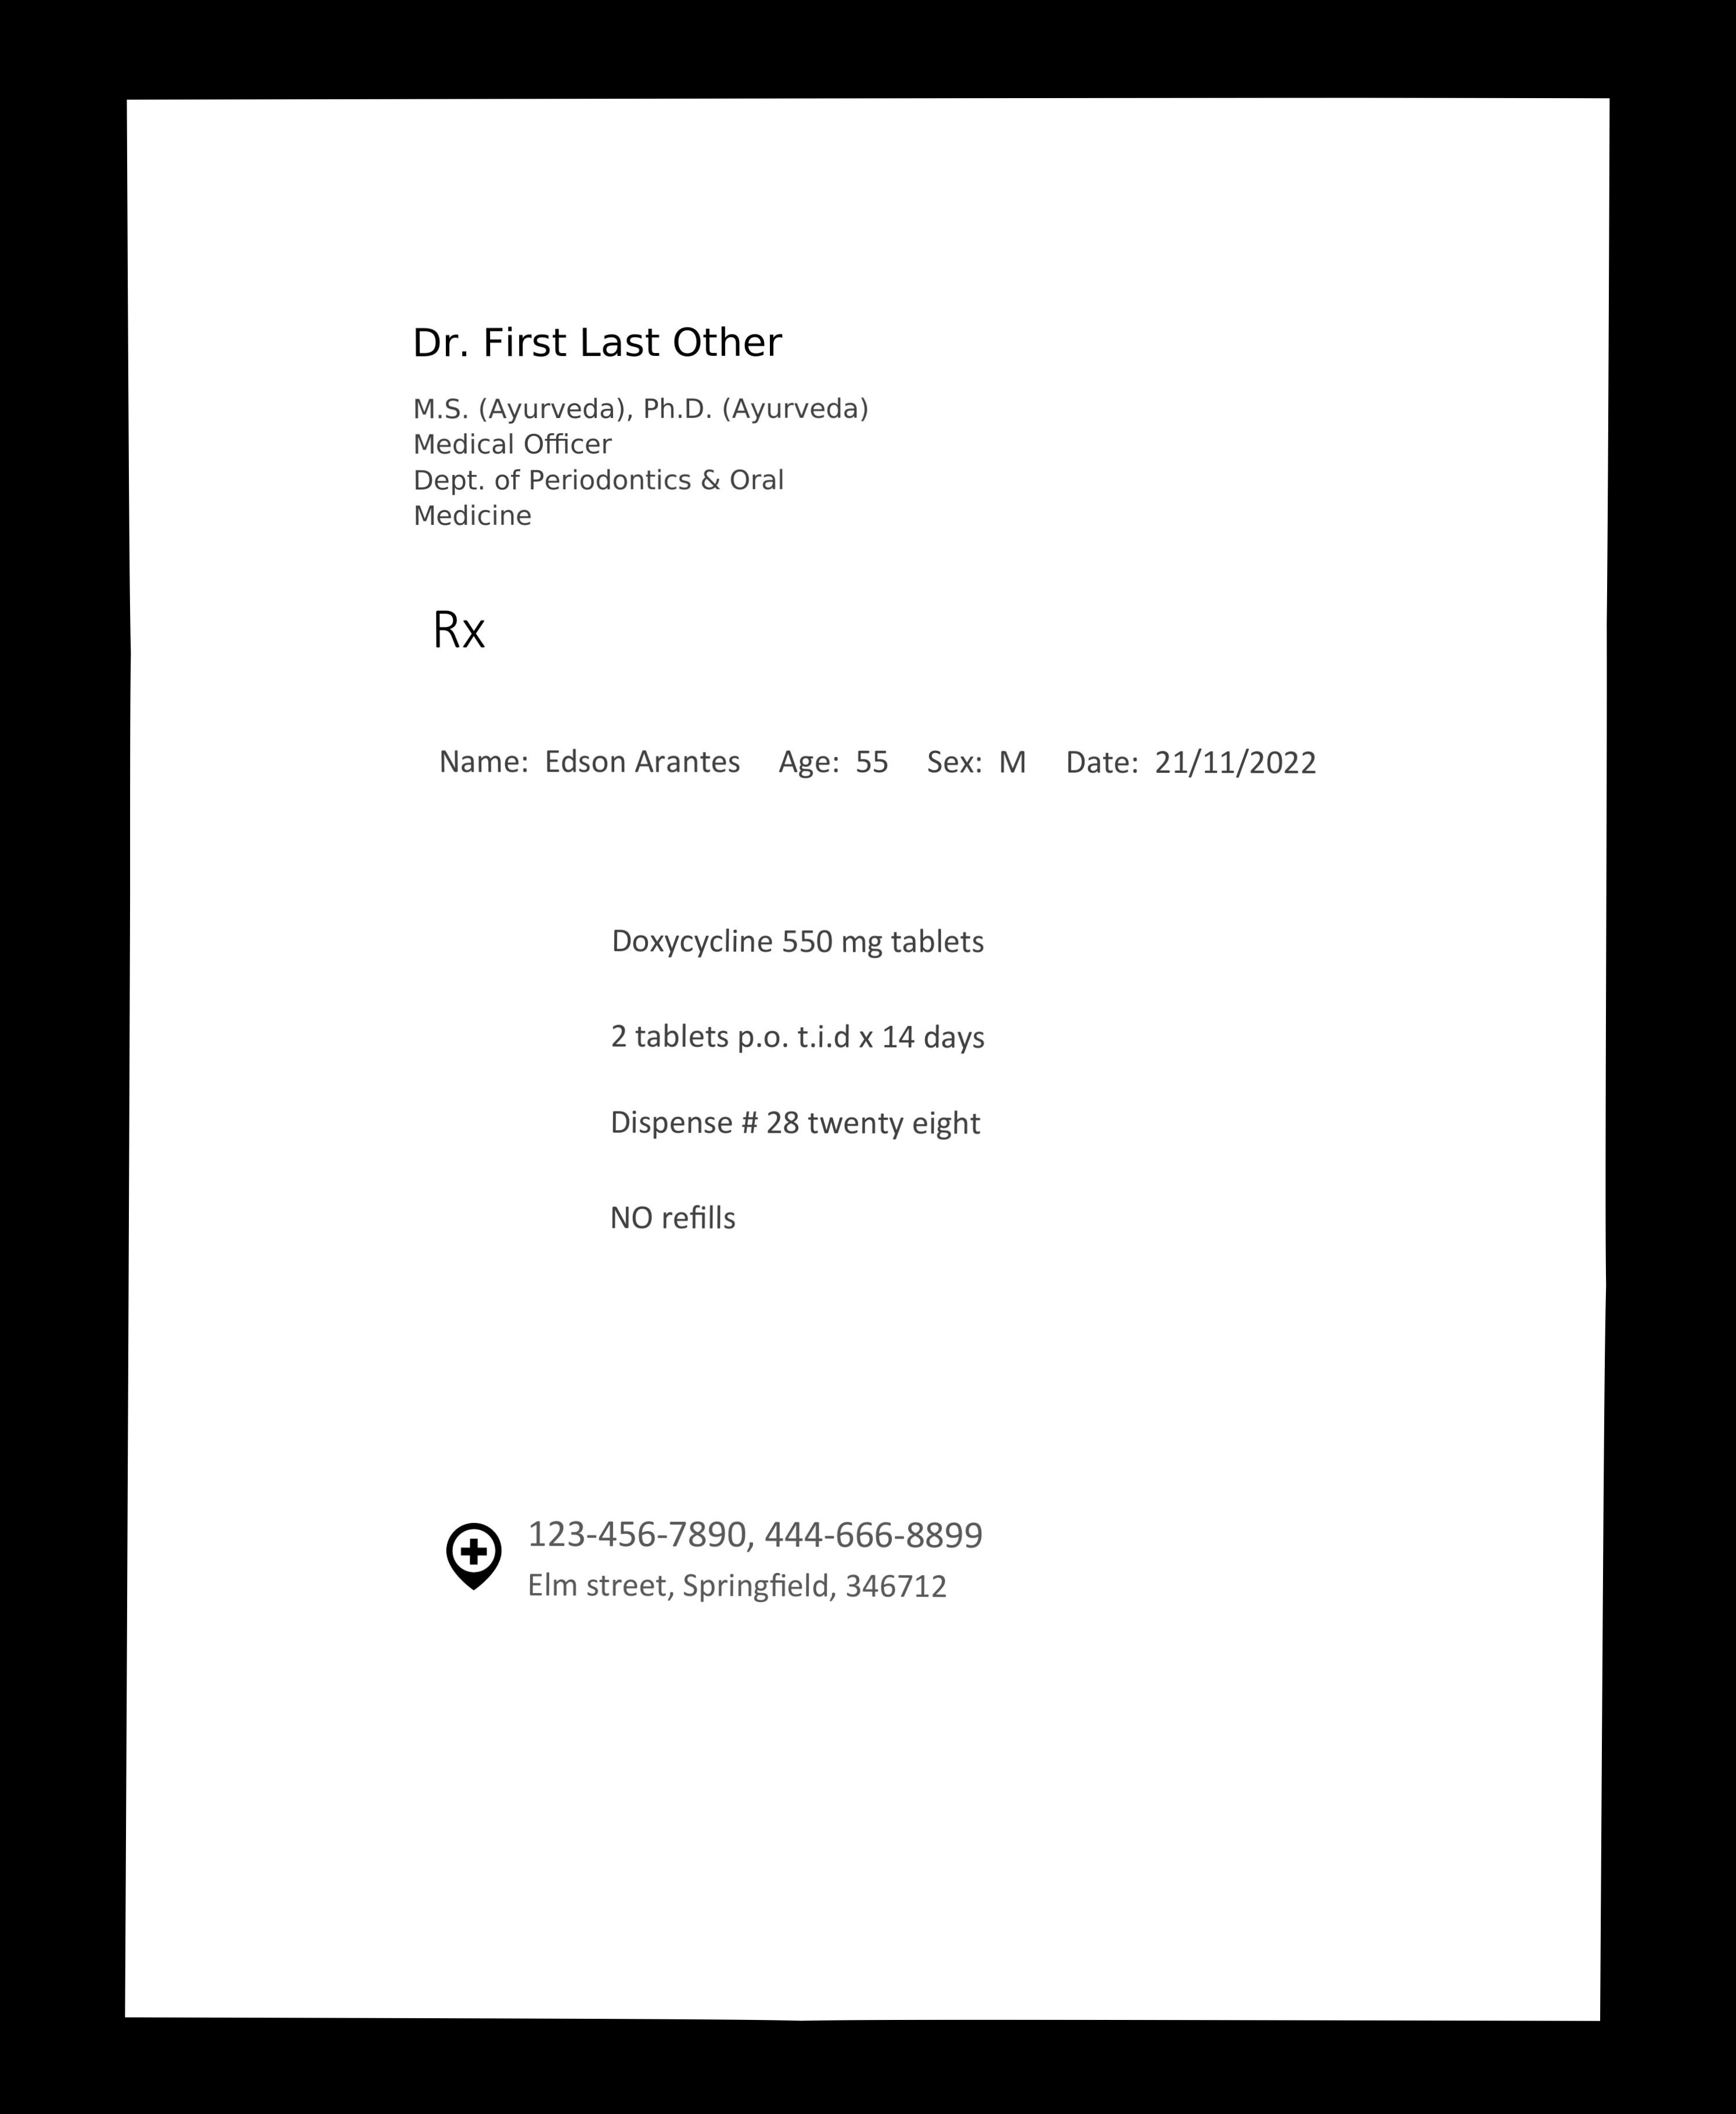 Dr. First Last Other
M.S. (Ayurveda), Ph.D. (Ayurveda)
Medical Officer
Dept. of Periodontics & Oral
Medicine
Rx
Name: Edson Arantes Age: 55 Sex: M Date: 21/11/2022
Doxycycline 550 mg tablets
2 tablets p.o. t.i.d x 14 days
Dispense # 28 twenty eight
NO refills
123-456-7890, 444-666-8899
Elm street, Springfield, 346712